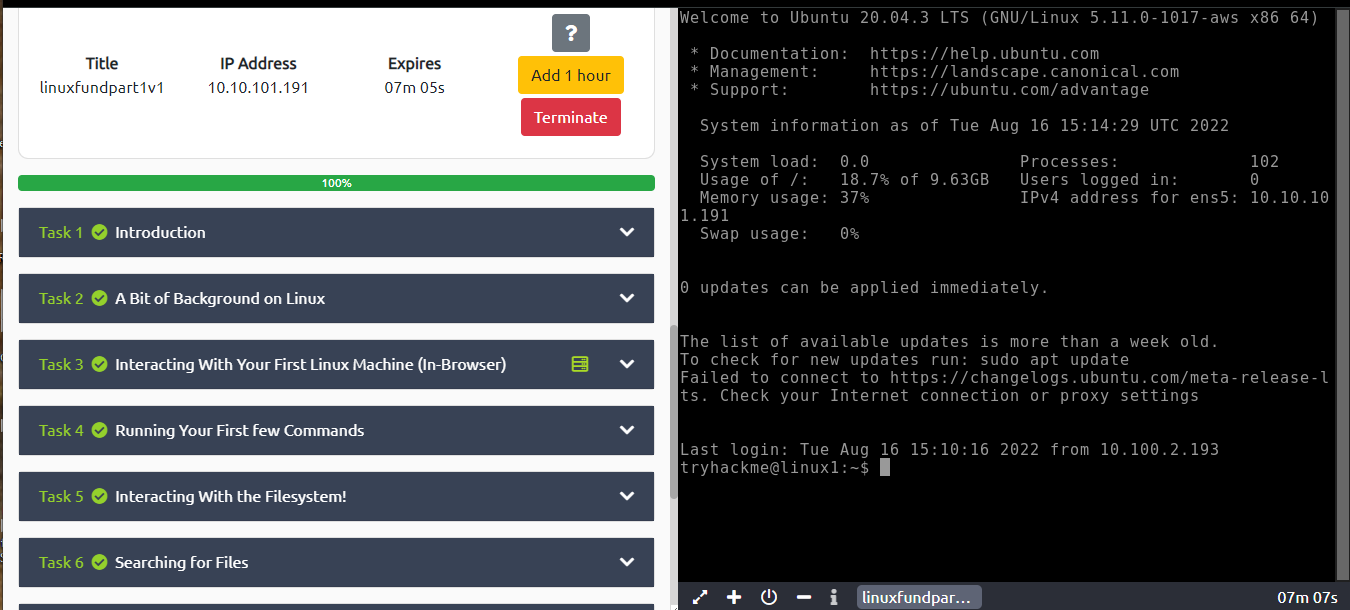 ?
Title IP Address Expires
linuxfundpart1v1 10.10.101.191 07m 05s
Add 1 hour
Terminate
100%
Task 1 Introduction
Task 2 A Bit of Background on Linux
Task 3 Interacting With Your First Linux Machine (In-Browser)
Task 4 Running Your First few Commands
Task 5 Interacting With the Filesystem!
Task 6 Searching for Files
Welcome to Ubuntu 20.04.3 LTS (GNU/Linux 5.11.0-1017-aws x86 64)
* Documentation: https://help.ubuntu.com
* Management: https://landscape.canonical.com
* Support: https://ubuntu.com/advantage
System information as of Tue Aug 16 15:14:29 UTC 2022
System load: 0.0 Processes: 102
Usage of /: 18.7% of 9.63GB Users logged in: 0
Memory usage: 37% IPv4 address for ens5: 10.10.10
1.191
Swap usage: 0%
0 updates can be applied immediately.
The list of available updates is more than a week old.
To check for new updates run: sudo apt update
Failed to connect to https://changelogs.ubuntu.com/meta-release-l
ts. Check your Internet connection or proxy settings
Last login: Tue Aug 16 15:10:16 2022 from 10.100.2.193
tryhackme@linux1:~$
linuxfundpar... 07m 07s